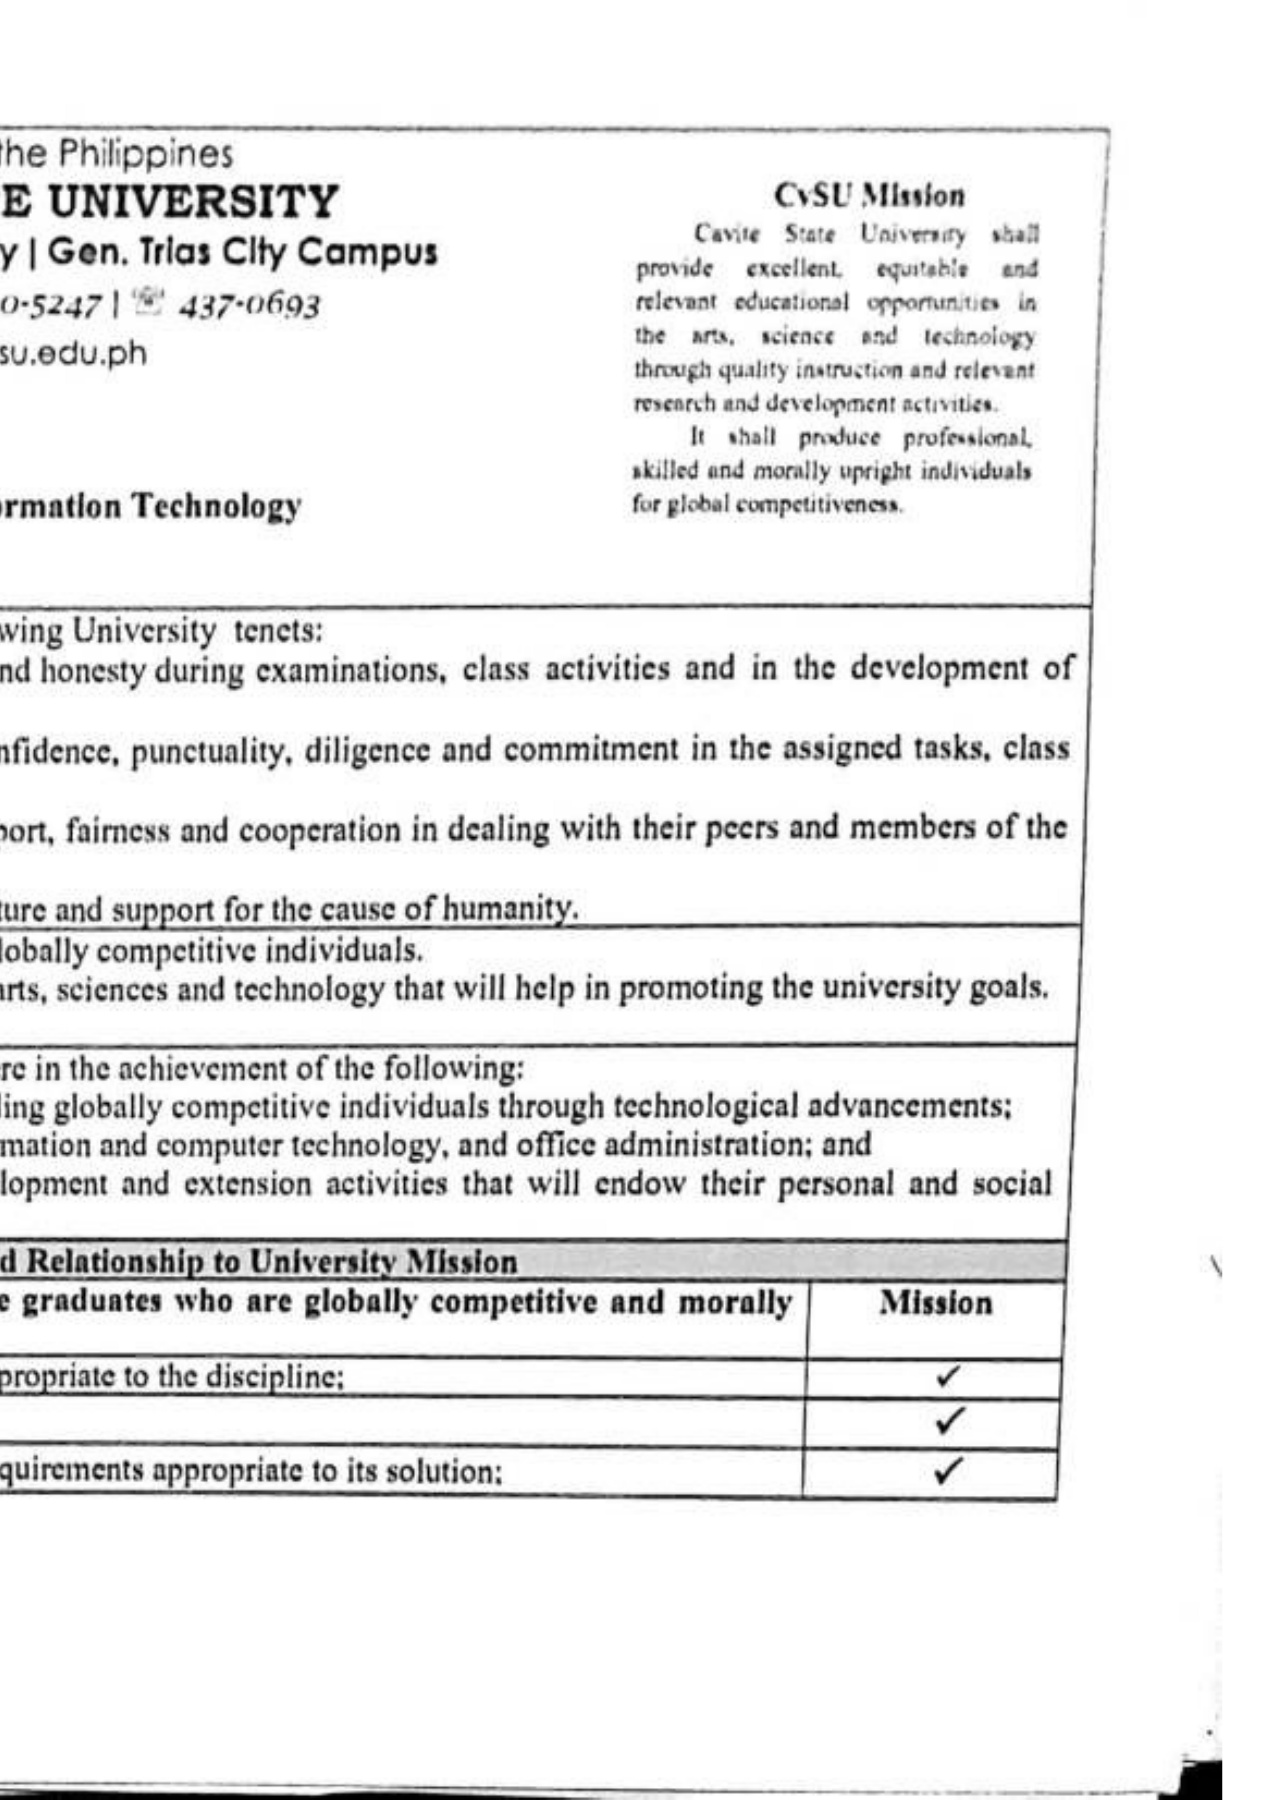 the Philippines
E UNIVERSITY
y | Gen. Trias City Campus
0-5247 | ☏ 437-0693
su.edu.ph
ormation Technology
CvSU Mission
Cavite State University shall
provide excellent, equitable and
relevant educational opportunities in
the arts, science and technology
through quality instruction and relevant
research and development activities.
It shall produce professional,
skilled and morally upright individuals
for global competitiveness.
wing University tenets:
nd honesty during examinations, class activities and in the development of
nfidence, punctuality, diligence and commitment in the assigned tasks, class
port, fairness and cooperation in dealing with their peers and members of the
ture and support for the cause of humanity.
lobally competitive individuals.
arts, sciences and technology that will help in promoting the university goals.
re in the achievement of the following:
ling globally competitive individuals through technological advancements;
mation and computer technology, and office administration; and
lopment and extension activities that will endow their personal and social
d Relationship to University Mission
e graduates who are globally competitive and morally Mission
propriate to the discipline; ✓
✓
quirements appropriate to its solution; ✓